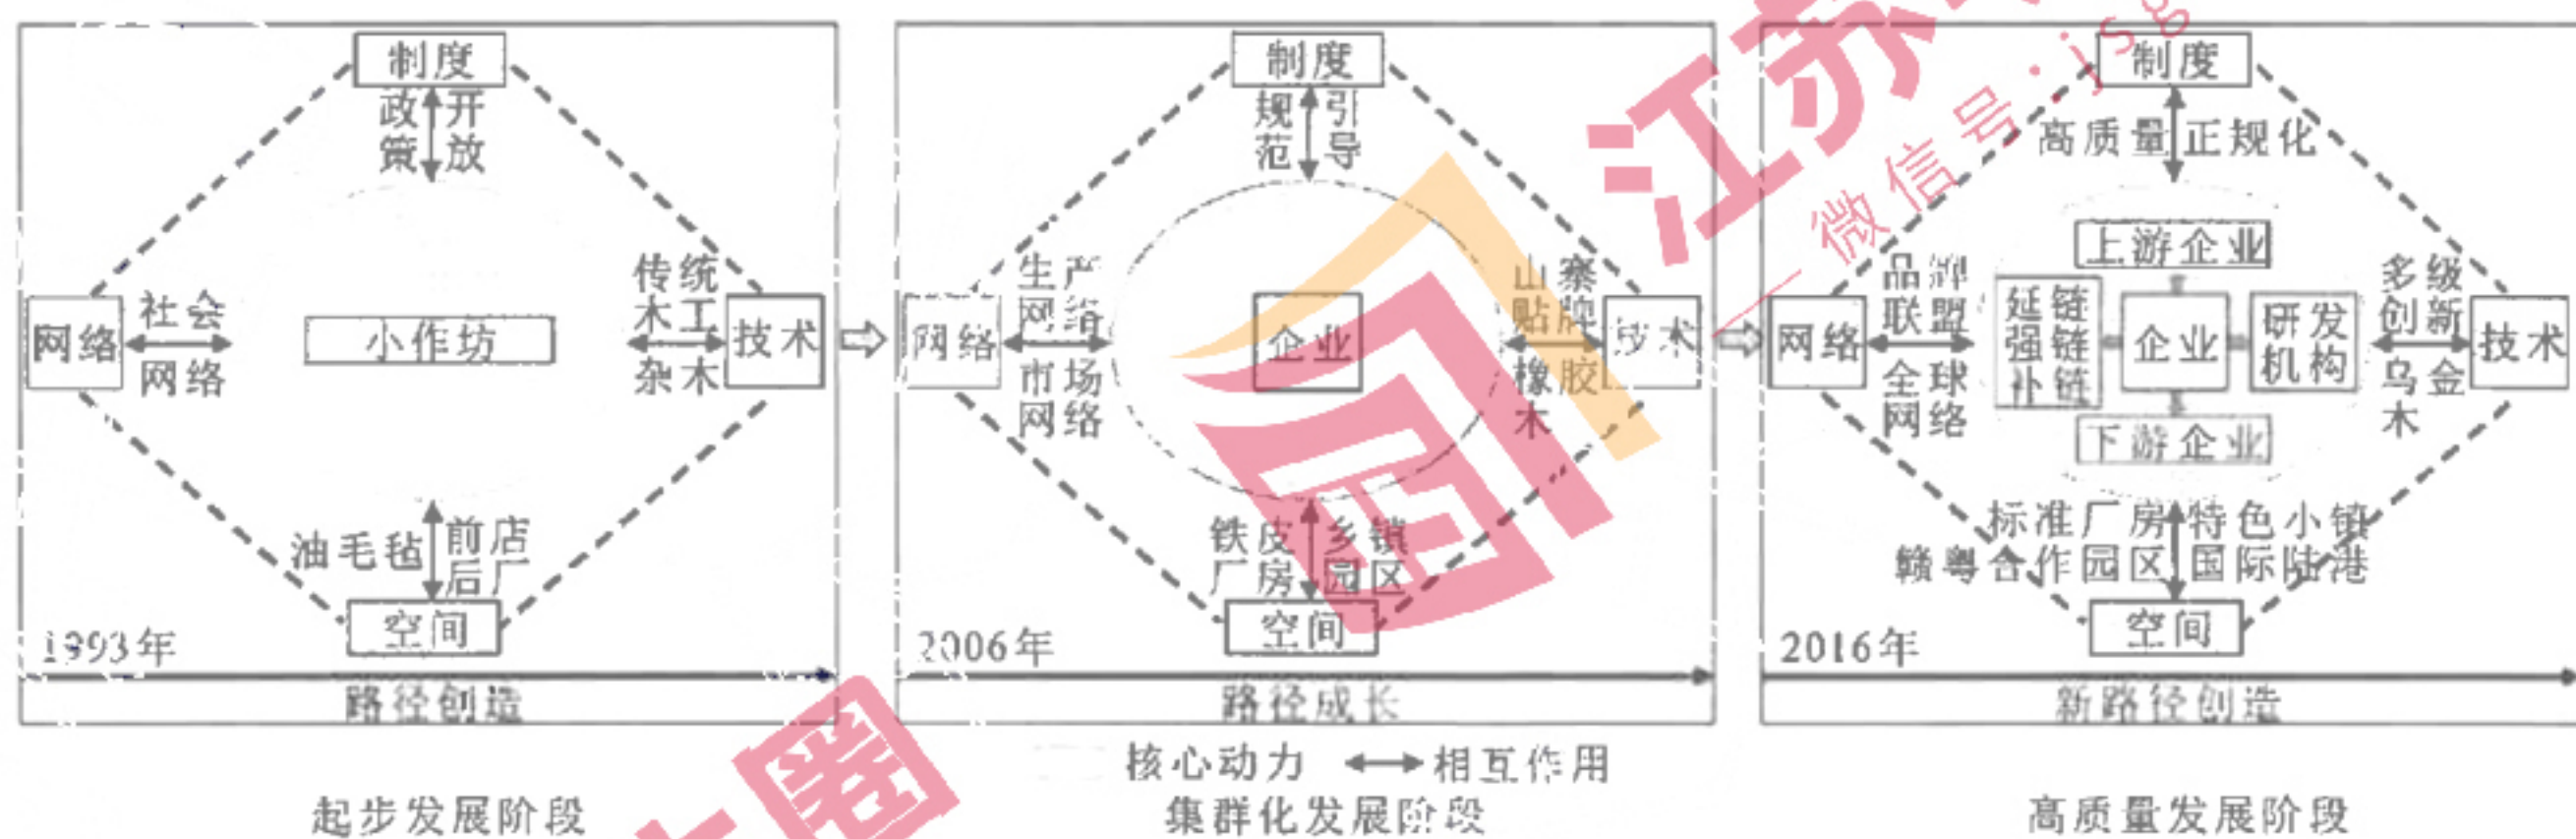 制度
政策 开放
网络
社会
网络
小作坊
传统
木工
杂木
技术
油毛毡
前店
后厂
空间
1993年
路径创造
起步发展阶段
制度
规范 引导
网络
生产
网络
市场
网络
企业
山寨
贴牌
橡胶
木
技术
铁皮
厂房
乡镇
园区
空间
2006年
路径成长
核心动力 相互作用
集群化发展阶段
制度
高质量 正规化
网络
品牌
联盟
全球
网络
上游企业
延链
强链
补链
企业
研发
机构
下游企业
多级
创新
乌金
木
技术
标准厂房 特色小镇
赣粤合作园区 国际陆港
空间
2016年
新路径创造
高质量发展阶段
江苏
微信号:jsg
圈